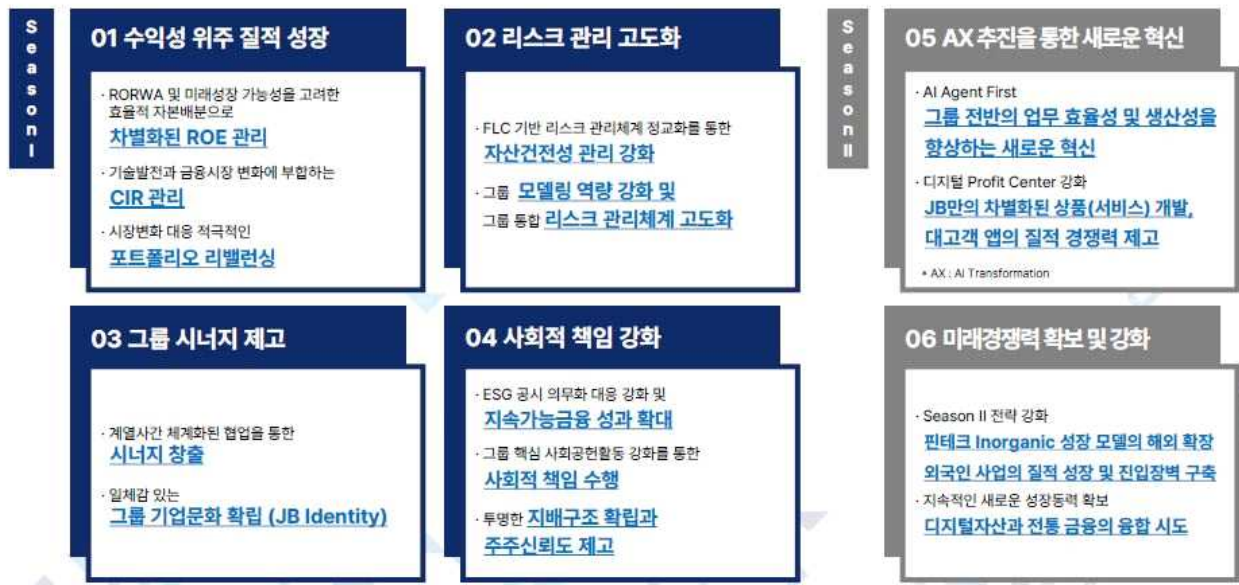 Season I
01 수익성 위주 질적 성장
· RORWA 및 미래성장 가능성을 고려한
효율적 자본배분으로
차별화된 ROE 관리
· 기술발전과 금융시장 변화에 부합하는
CIR 관리
· 시장변화 대응 적극적인
포트폴리오 리밸런싱
02 리스크 관리 고도화
· FLC 기반 리스크 관리체계 정교화를 통한
자산건전성 관리 강화
· 그룹 모델링 역량 강화 및
그룹 통합 리스크 관리체계 고도화
03 그룹 시너지 제고
· 계열사간 체계화된 협업을 통한
시너지 창출
· 일체감 있는
그룹 기업문화 확립 (JB Identity)
04 사회적 책임 강화
· ESG 공시 의무화 대응 강화 및
지속가능금융 성과 확대
· 그룹 핵심 사회공헌활동 강화를 통한
사회적 책임 수행
· 투명한 지배구조 확립과
주주신뢰도 제고
Season II
05 AX 추진을 통한 새로운 혁신
· AI Agent First
그룹 전반의 업무 효율성 및 생산성을
향상하는 새로운 혁신
· 디지털 Profit Center 강화
JB만의 차별화된 상품(서비스) 개발,
대고객 앱의 질적 경쟁력 제고
* AX : AI Transformation
06 미래경쟁력 확보 및 강화
· Season II 전략 강화
핀테크 Inorganic 성장 모델의 해외 확장
외국인 사업의 질적 성장 및 진입장벽 구축
· 지속적인 새로운 성장동력 확보
디지털자산과 전통 금융의 융합 시도